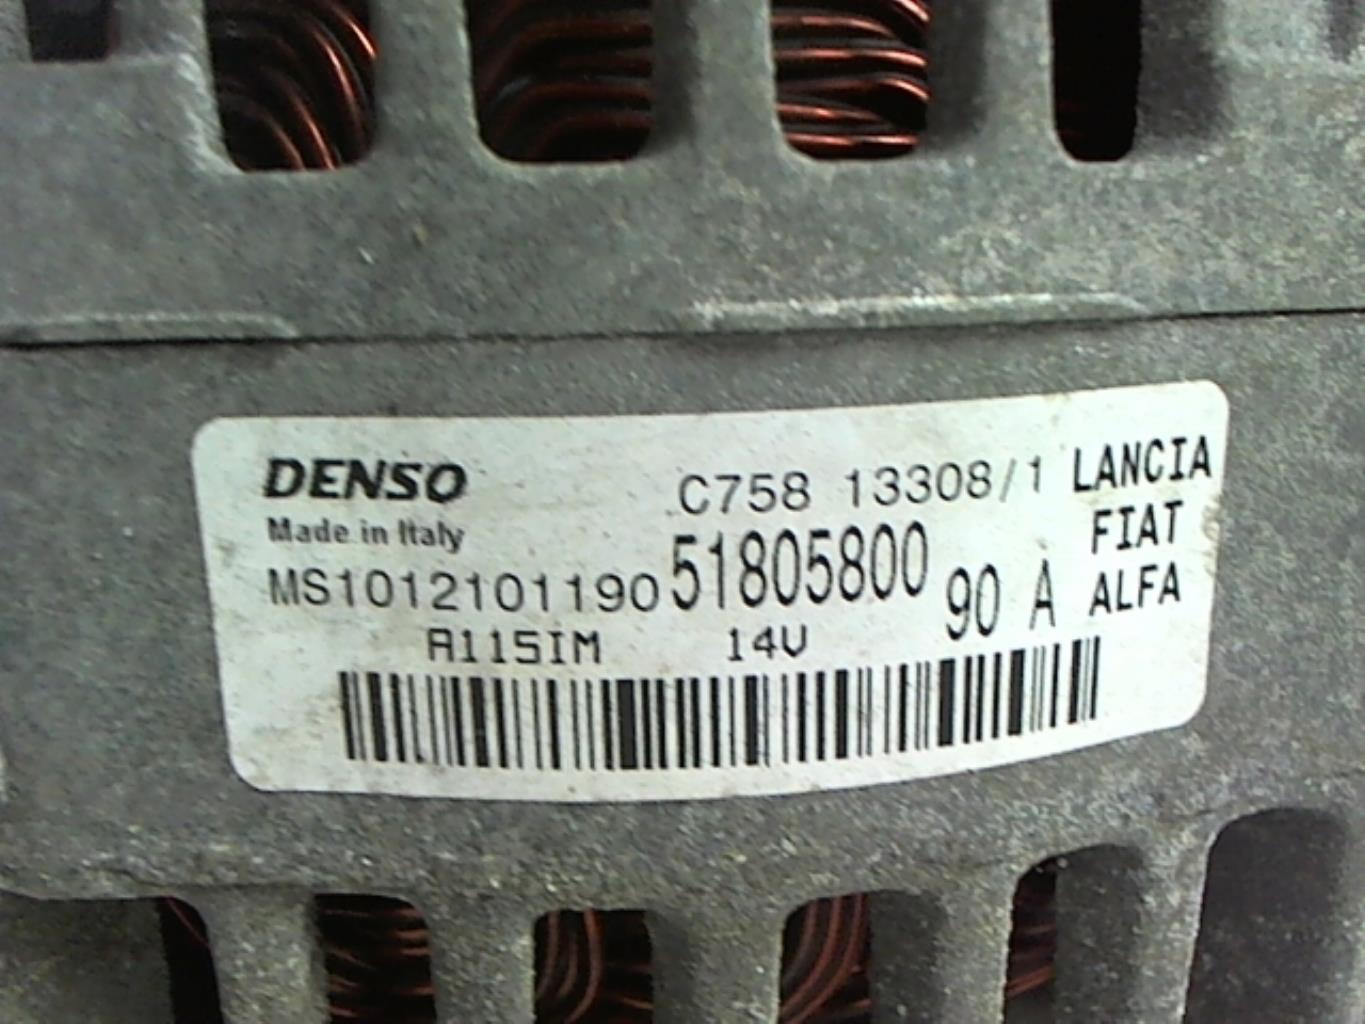 DENSO C758 13308/1 LANCIA
Made in Italy FIAT
MS1012101190 51805800 90 A ALFA
A115IM 14V